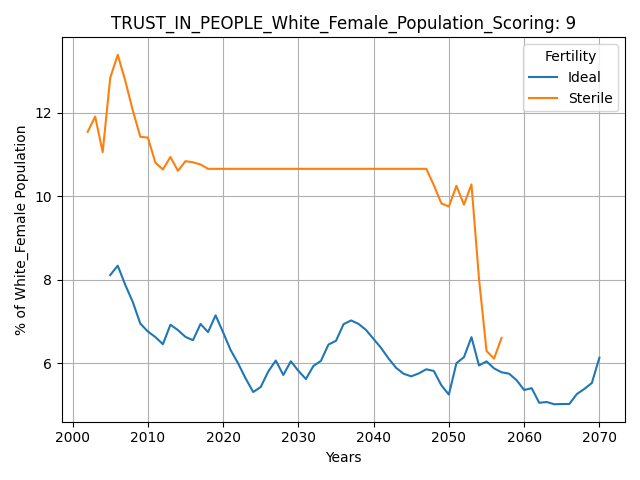 TRUST_IN_PEOPLE_White_Female_Population_Scoring: 9
Fertility
Ideal
Sterile
% of White_Female Population
12
10
8
6
2000 2010 2020 2030 2040 2050 2060 2070
Years